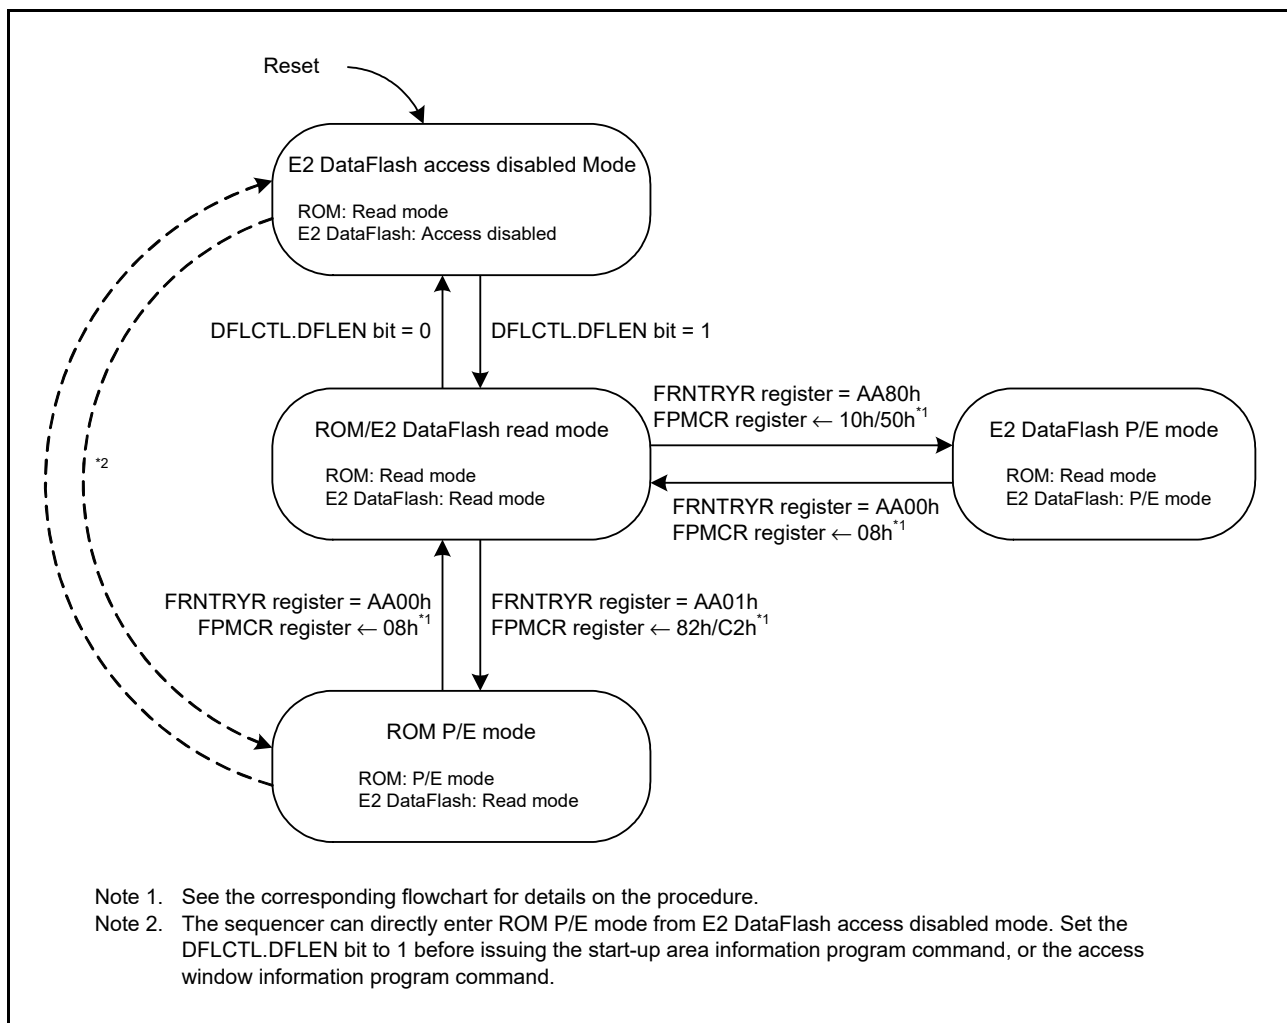 Reset
E2 DataFlash access disabled Mode
ROM: Read mode
E2 DataFlash: Access disabled
DFLCTL.DFLEN bit = 0
DFLCTL.DFLEN bit = 1
FRNTRYR register = AA80h
FPMCR register ← 10h/50h*1
ROM/E2 DataFlash read mode
ROM: Read mode
E2 DataFlash: Read mode
E2 DataFlash P/E mode
ROM: Read mode
E2 DataFlash: P/E mode
*2
FRNTRYR register = AA00h
FPMCR register ← 08h*1
FRNTRYR register = AA00h
FPMCR register ← 08h*1
FRNTRYR register = AA01h
FPMCR register ← 82h/C2h*1
ROM P/E mode
ROM: P/E mode
E2 DataFlash: Read mode
Note 1. See the corresponding flowchart for details on the procedure.
Note 2. The sequencer can directly enter ROM P/E mode from E2 DataFlash access disabled mode. Set the
DFLCTL.DFLEN bit to 1 before issuing the start-up area information program command, or the access
window information program command.